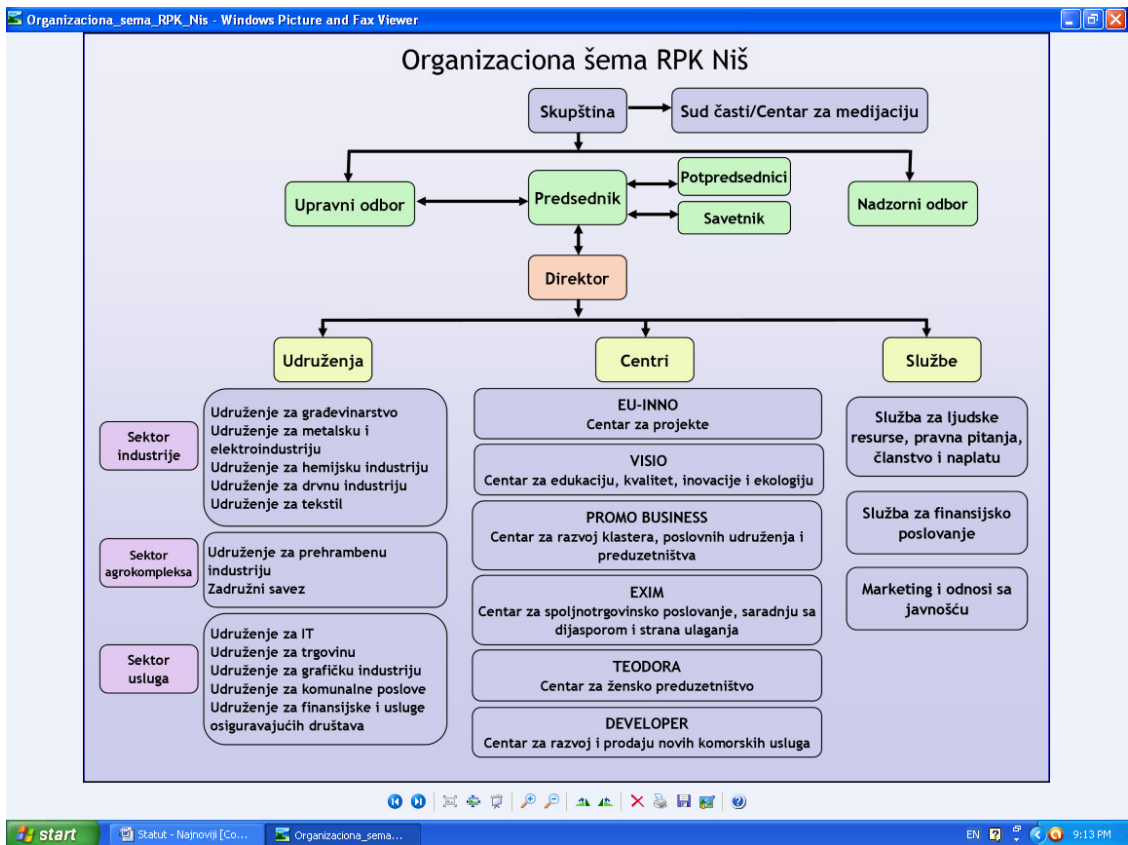 Organizaciona_sema_RPK_Nis - Windows Picture and Fax Viewer
Organizaciona šema RPK Niš
Skupština
Sud časti/Centar za medijaciju
Upravni odbor
Predsednik
Potpredsednici
Savetnik
Nadzorni odbor
Direktor
Udruženja
Centri
Službe
Sektor
industrije
Udruženje za građevinarstvo
Udruženje za metalsku i
elektroindustriju
Udruženje za hemijsku industriju
Udruženje za drvnu industriju
Udruženje za tekstil
Sektor
agrokompleksa
Udruženje za prehrambenu
industriju
Zadružni savez
Sektor
usluga
Udruženje za IT
Udruženje za trgovinu
Udruženje za grafičku industriju
Udruženje za komunalne poslove
Udruženje za finansijske i usluge
osiguravajućih društava
EU-INNO
Centar za projekte
VISIO
Centar za edukaciju, kvalitet, inovacije i ekologiju
PROMO BUSINESS
Centar za razvoj klastera, poslovnih udruženja i
preduzetništva
EXIM
Centar za spoljnotrgovinsko poslovanje, saradnju sa
dijasporom i strana ulaganja
TEODORA
Centar za žensko preduzetništvo
DEVELOPER
Centar za razvoj i prodaju novih komorskih usluga
Služba za ljudske
resurse, pravna pitanja,
članstvo i naplatu
Služba za finansijsko
poslovanje
Marketing i odnosi sa
javnošću
start
Statut - Najnoviji [Co...
Organizaciona_sema...
EN
9:13 PM